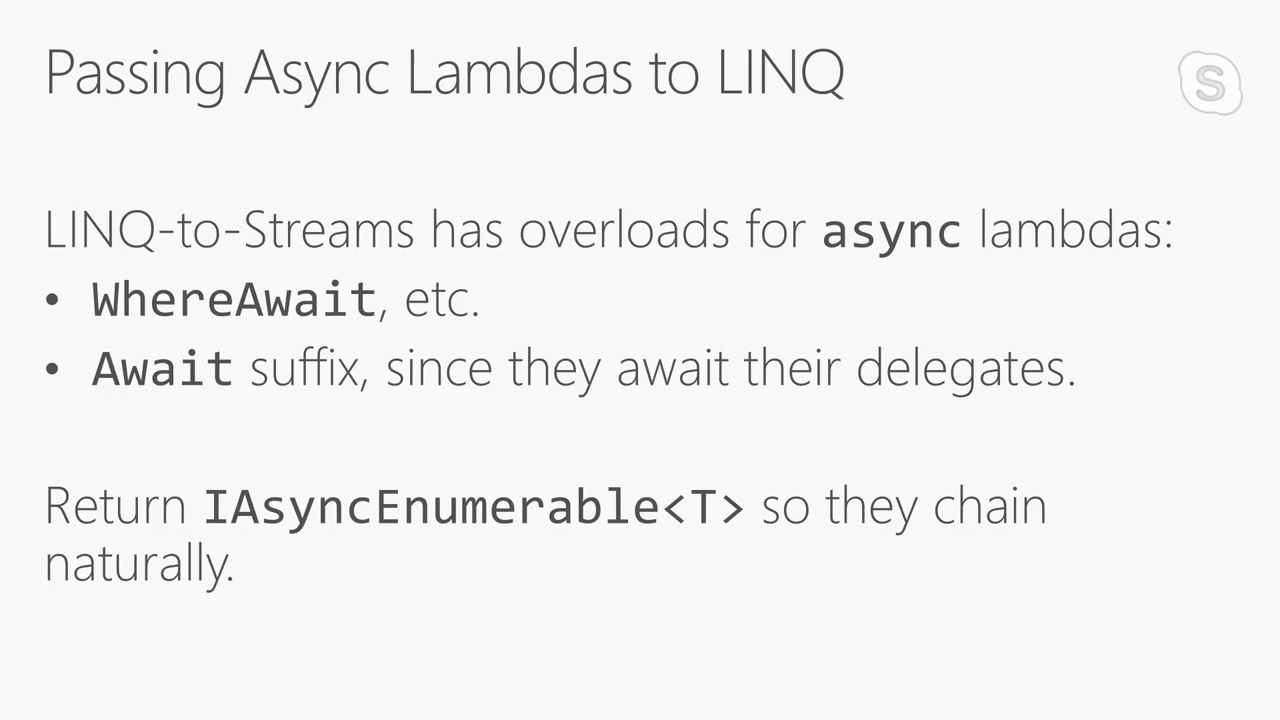 Passing Async Lambdas to LINQ
S
LINQ-to-Streams has overloads for async lambdas:
• WhereAwait, etc.
• Await suffix, since they await their delegates.
Return IAsyncEnumerable<T> so they chain
naturally.